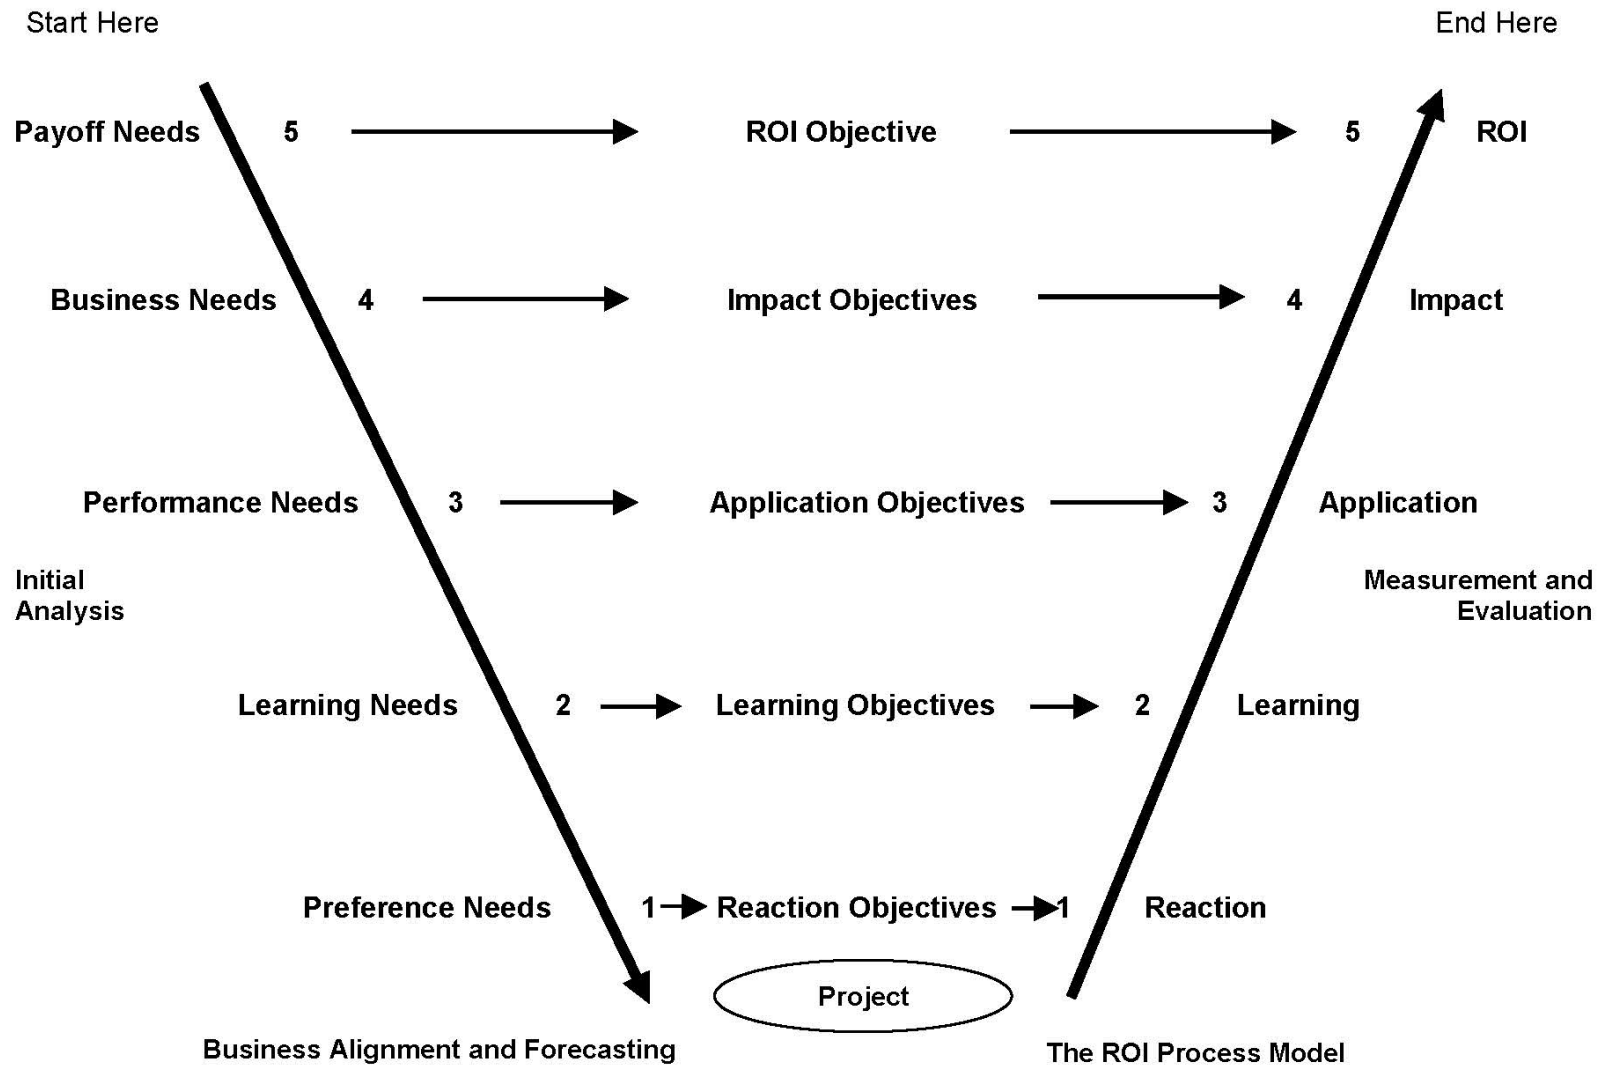 Start Here
End Here
Payoff Needs 5 ROI Objective 5 ROI
Business Needs 4 Impact Objectives 4 Impact
Performance Needs 3 Application Objectives 3 Application
Initial
Analysis
Measurement and
Evaluation
Learning Needs 2 Learning Objectives 2 Learning
Preference Needs 1 Reaction Objectives 1 Reaction
Project
Business Alignment and Forecasting
The ROI Process Model